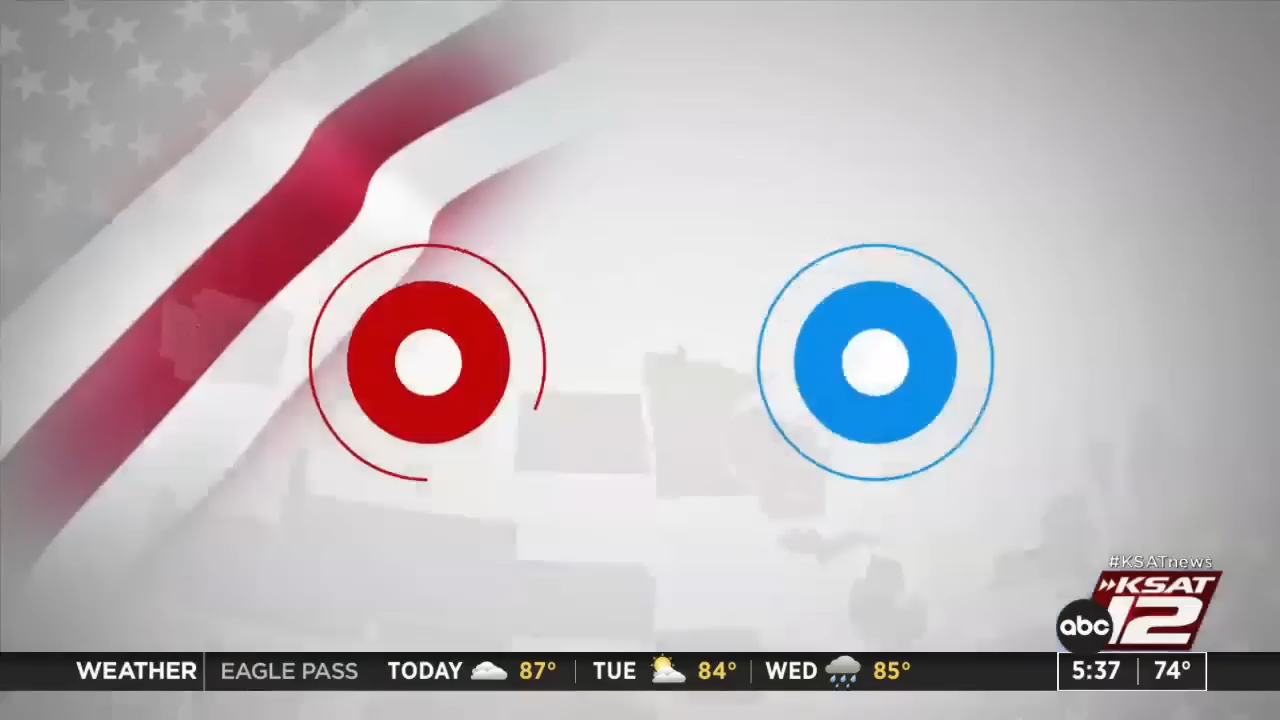 #KSATnews
KSAT
abc 12
WEATHER EAGLE PASS TODAY 87° TUE 84° WED 85° 5:37 74°